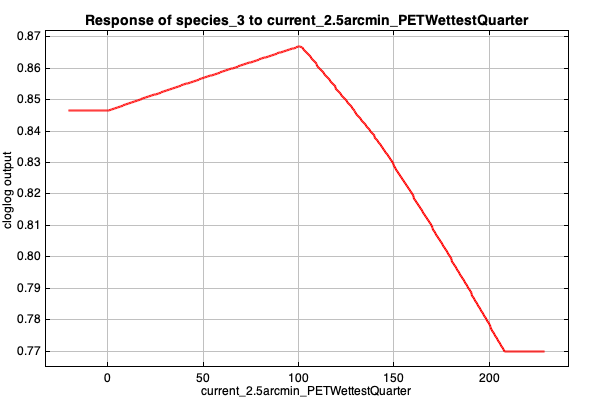 Response of species_3 to current_2.5arcmin_PETWettestQuarter
0.87
0.86
0.85
0.84
0.83
0.82
0.81
0.80
0.79
0.78
0.77
cloglog output
0 50 100 150 200
current_2.5arcmin_PETWettestQuarter